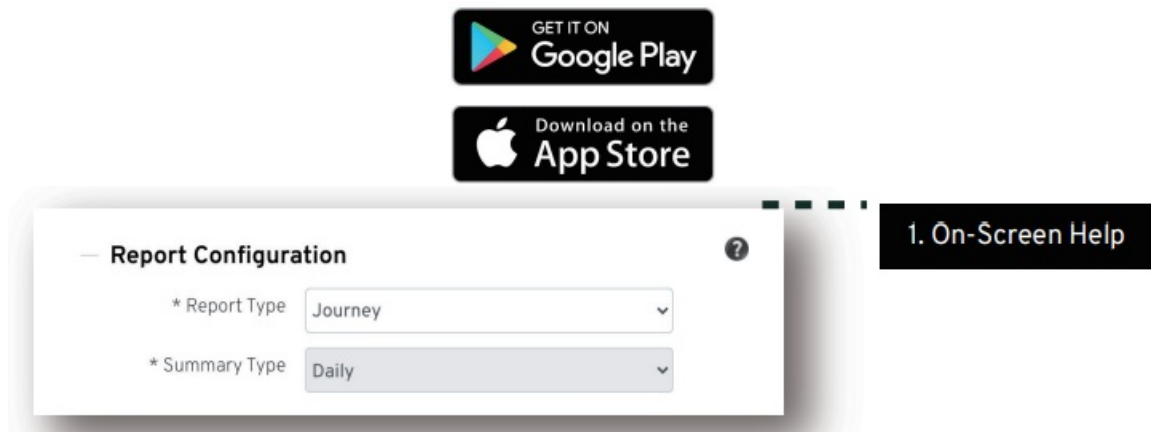 GET IT ON
Google Play
Download on the
App Store
1. On-Screen Help
Report Configuration
?
* Report Type
Journey
* Summary Type
Daily